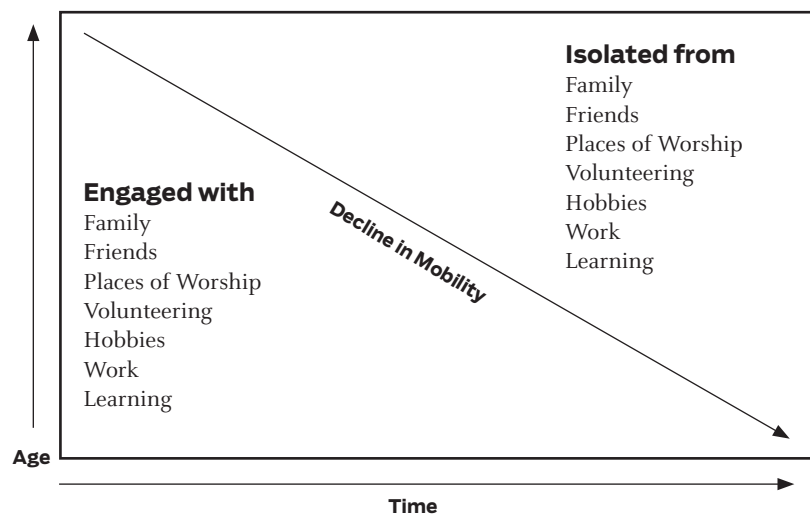 Isolated from
Family
Friends
Places of Worship
Volunteering
Hobbies
Work
Learning
Engaged with
Family
Friends
Places of Worship
Volunteering
Hobbies
Work
Learning
Decline in Mobility
Age
Time